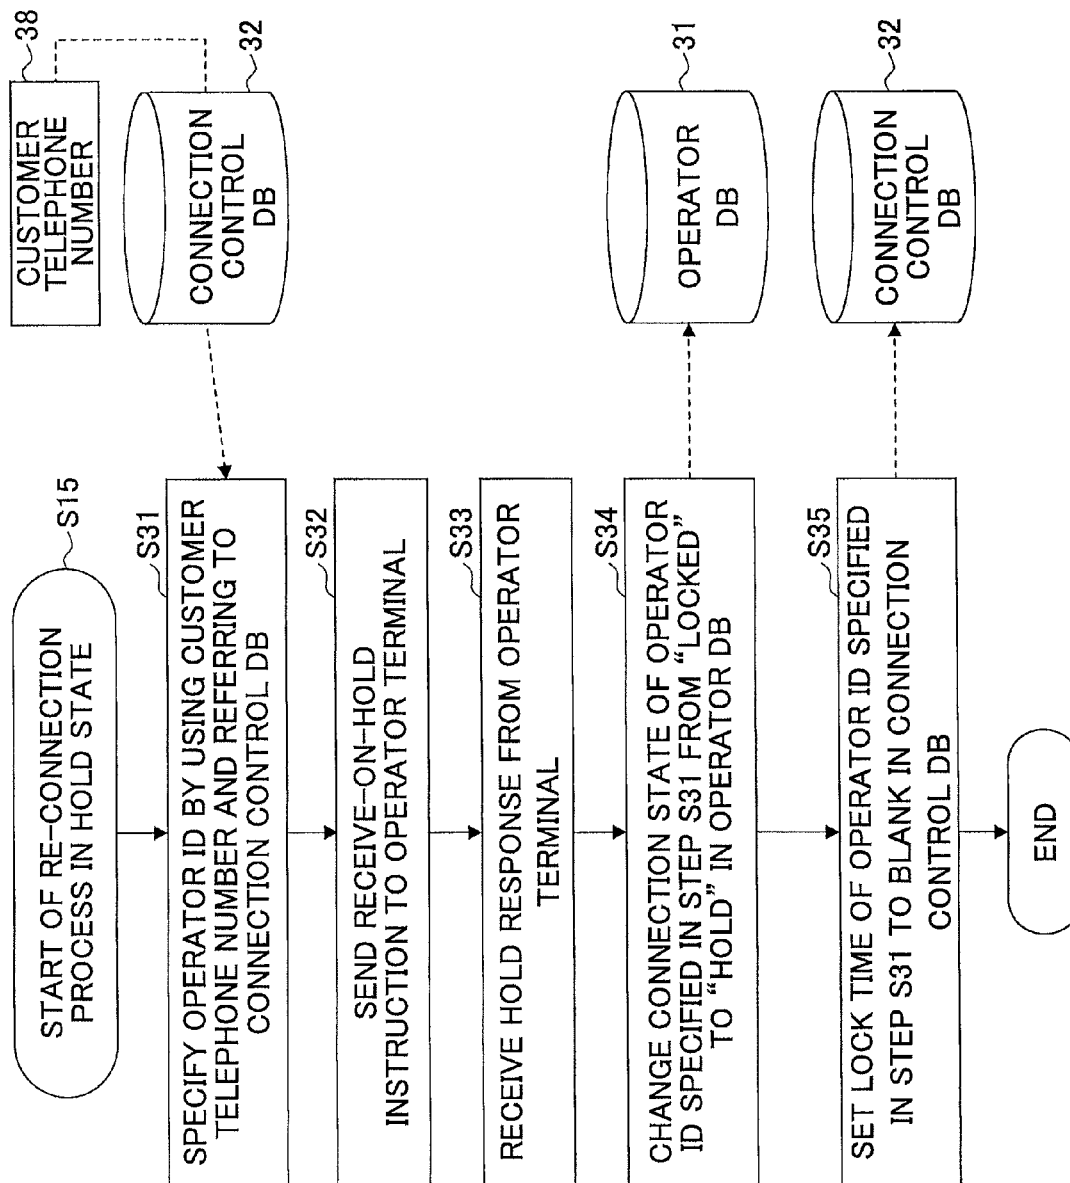 START OF RE-CONNECTION
PROCESS IN HOLD STATE
S15
CUSTOMER
TELEPHONE
NUMBER
38
CONNECTION
CONTROL
DB
32
S31
SPECIFY OPERATOR ID BY USING CUSTOMER
TELEPHONE NUMBER AND REFERRING TO
CONNECTION CONTROL DB
S32
SEND RECEIVE-ON-HOLD
INSTRUCTION TO OPERATOR TERMINAL
S33
RECEIVE HOLD RESPONSE FROM OPERATOR
TERMINAL
S34
CHANGE CONNECTION STATE OF OPERATOR
ID SPECIFIED IN STEP S31 FROM “LOCKED”
TO “HOLD” IN OPERATOR DB
OPERATOR
DB
31
S35
SET LOCK TIME OF OPERATOR ID SPECIFIED
IN STEP S31 TO BLANK IN CONNECTION
CONTROL DB
CONNECTION
CONTROL
DB
32
END